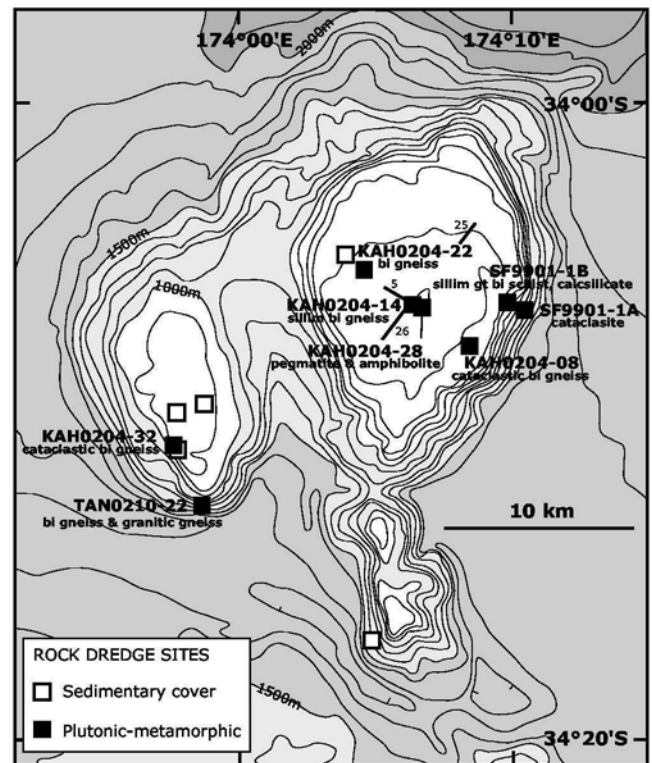 174°00'E
174°10'E
2000m
34°00'S
1500m
25
KAH0204-22
bi gneiss
SF9901-1B
sillim gt bi schist, calcsilicate
1000m
5
KAH0204-14
sillim bi gneiss
SF9901-1A
cataclasite
26
KAH0204-28
pegmatite & amphibolite
KAH0204-08
cataclastic bi gneiss
KAH0204-32
cataclastic bi gneiss
TAN0210-22
bi gneiss & granitic gneiss
10 km
ROCK DREDGE SITES
Sedimentary cover
Plutonic-metamorphic
1500m
34°20'S